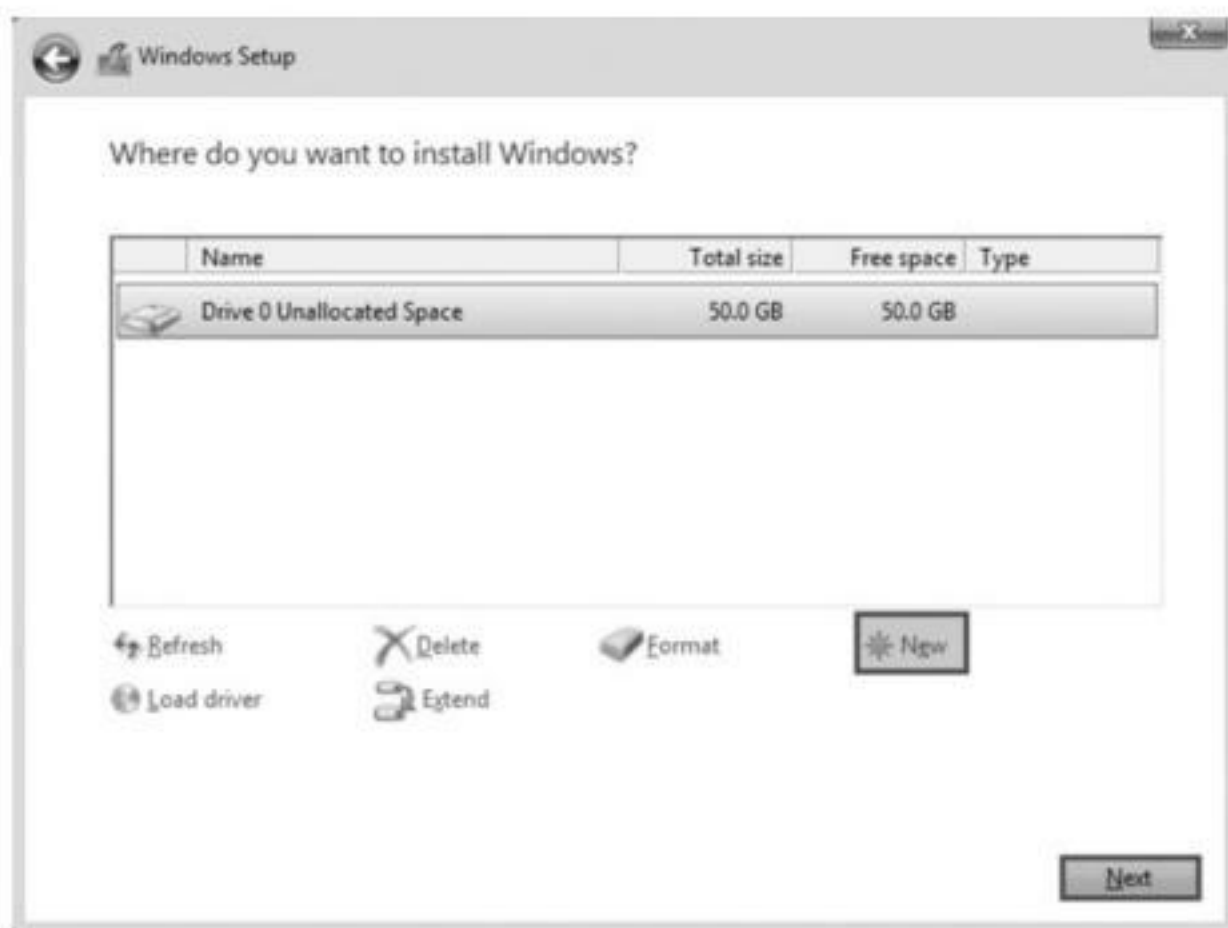 Windows Setup
Where do you want to install Windows?
Name Total size Free space Type
Drive 0 Unallocated Space 50.0 GB 50.0 GB
Refresh Delete Format New
Load driver Extend
Next